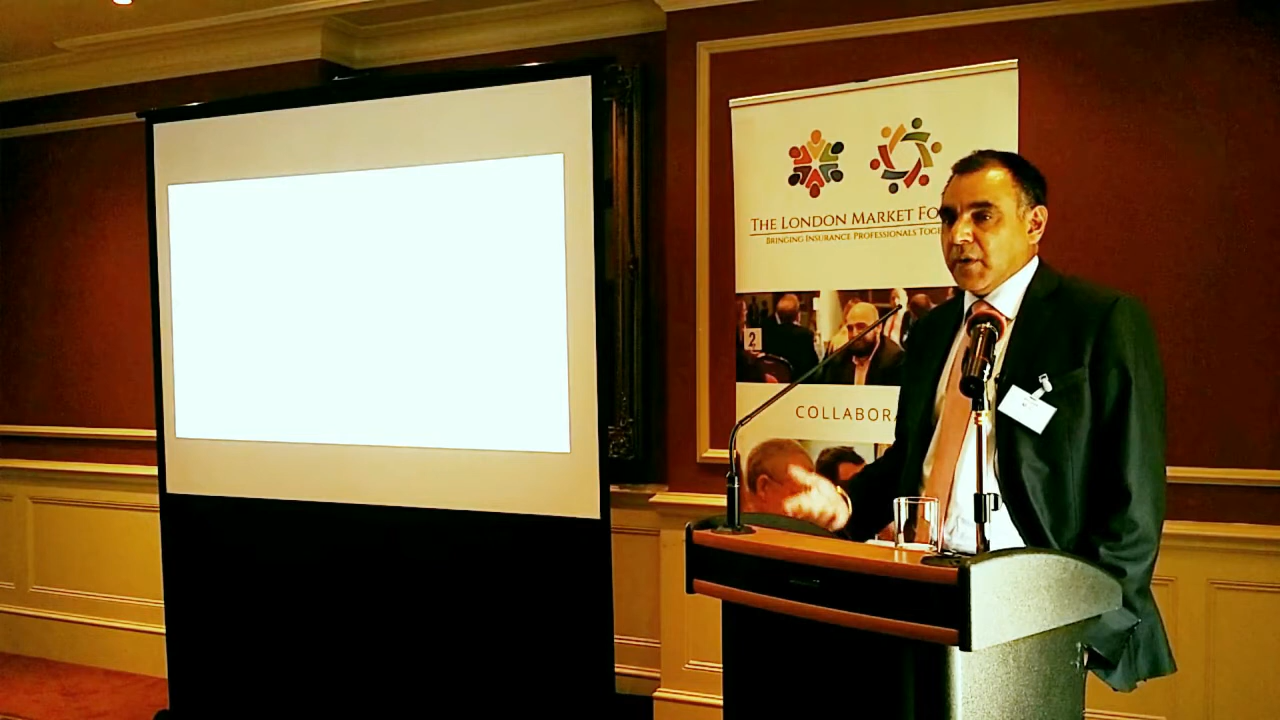 THE LONDON MARKET FO
BRINGING INSURANCE PROFESSIONALS TOGE
2
COLLABORA